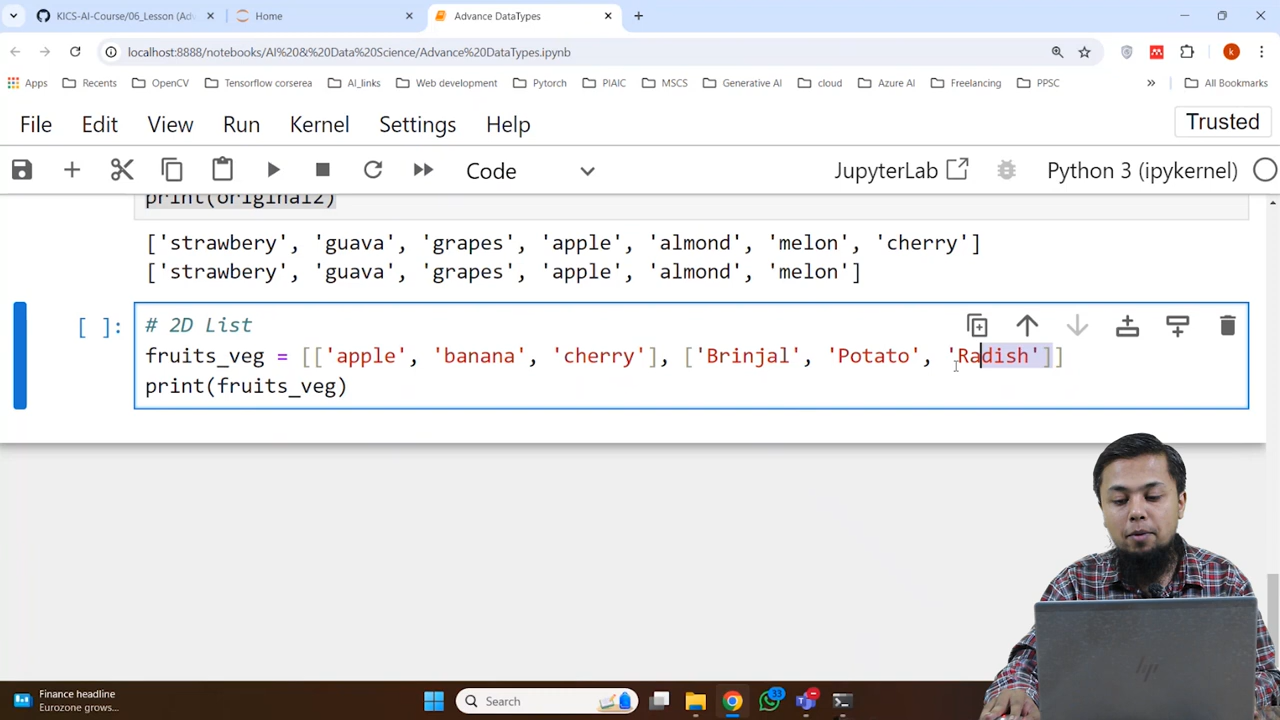 KICS-AI-Course/06_Lesson (Adv
Home
Advance DataTypes
localhost:8888/notebooks/AI%20&%20Data%20Science/Advance%20DataTypes.ipynb
k
Apps Recents OpenCV Tensorflow corserea AI_links Web development Pytorch PIAIC MSCS Generative AI cloud Azure AI Freelancing PPSC » All Bookmarks
File Edit View Run Kernel Settings Help Trusted
Code JupyterLab Python 3 (ipykernel)
print(original2)
['strawbery', 'guava', 'grapes', 'apple', 'almond', 'melon', 'cherry']
['strawbery', 'guava', 'grapes', 'apple', 'almond', 'melon']
[ ]: # 2D List
fruits_veg = [['apple', 'banana', 'cherry'], ['Brinjal', 'Potato', 'Radish']]
print(fruits_veg)
Finance headline
Eurozone grows...
Search
33
hp